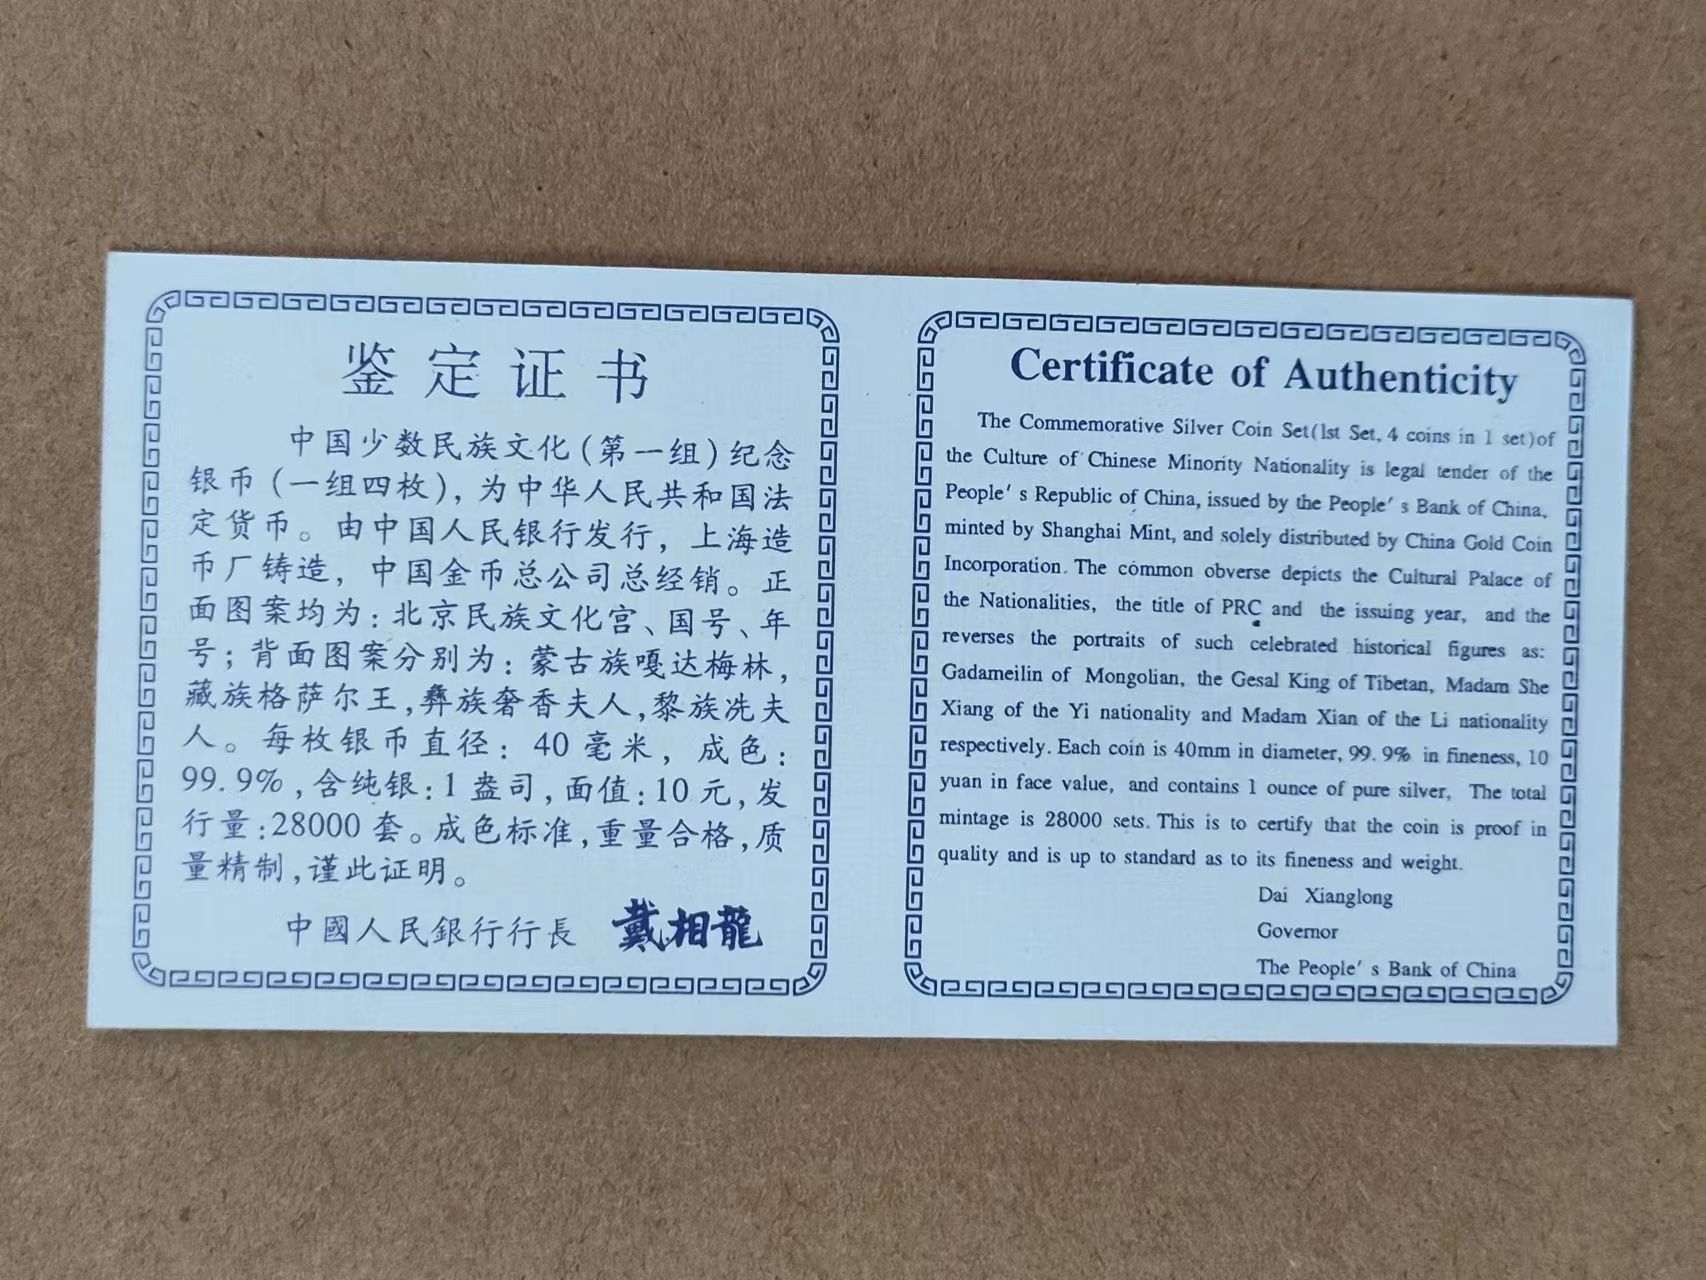 鉴定证书
中国少数民族文化(第一组)纪念
银币(一组四枚),为中华人民共和国法
定货币。由中国人民银行发行,上海造
币厂铸造,中国金币总公司总经销。正
面图案均为:北京民族文化宫、国号、年
号;背面图案分别为:蒙古族嘎达梅林,
藏族格萨尔王,彝族奢香夫人,黎族冼夫
人。每枚银币直径:40毫米,成色:
99.9%,含纯银:1盎司,面值:10元,发
行量:28000套。成色标准,重量合格,质
量精制,谨此证明。
中國人民銀行行長 戴相龍
Certificate of Authenticity
The Commemorative Silver Coin Set(1st Set, 4 coins in 1 set)of
the Culture of Chinese Minority Nationality is legal tender of the
People's Republic of China, issued by the People's Bank of China,
minted by Shanghai Mint, and solely distributed by China Gold Coin
Incorporation. The common obverse depicts the Cultural Palace of
the Nationalities, the title of PRC and the issuing year, and the
reverses the portraits of such celebrated historical figures as:
Gadameilin of Mongolian, the Gesal King of Tibetan, Madam She
Xiang of the Yi nationality and Madam Xian of the Li nationality
respectively. Each coin is 40mm in diameter, 99.9% in fineness, 10
yuan in face value, and contains 1 ounce of pure silver, The total
mintage is 28000 sets. This is to certify that the coin is proof in
quality and is up to standard as to its fineness and weight.
Dai Xianglong
Governor
The People's Bank of China